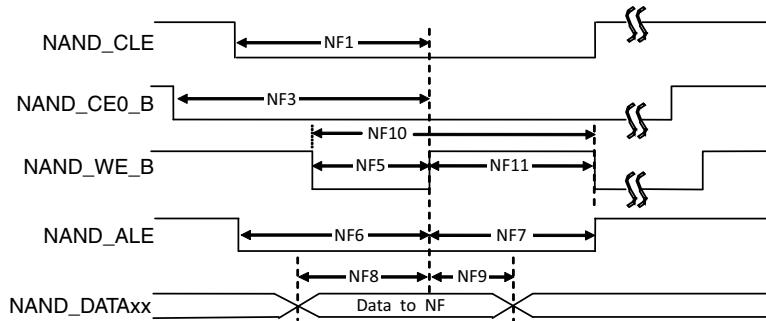 NAND_CLE
NF1
NAND_CE0_B
NF3
NF10
NAND_WE_B
NF5
NF11
NAND_ALE
NF6
NF7
NF8
NF9
NAND_DATAxx
Data to NF